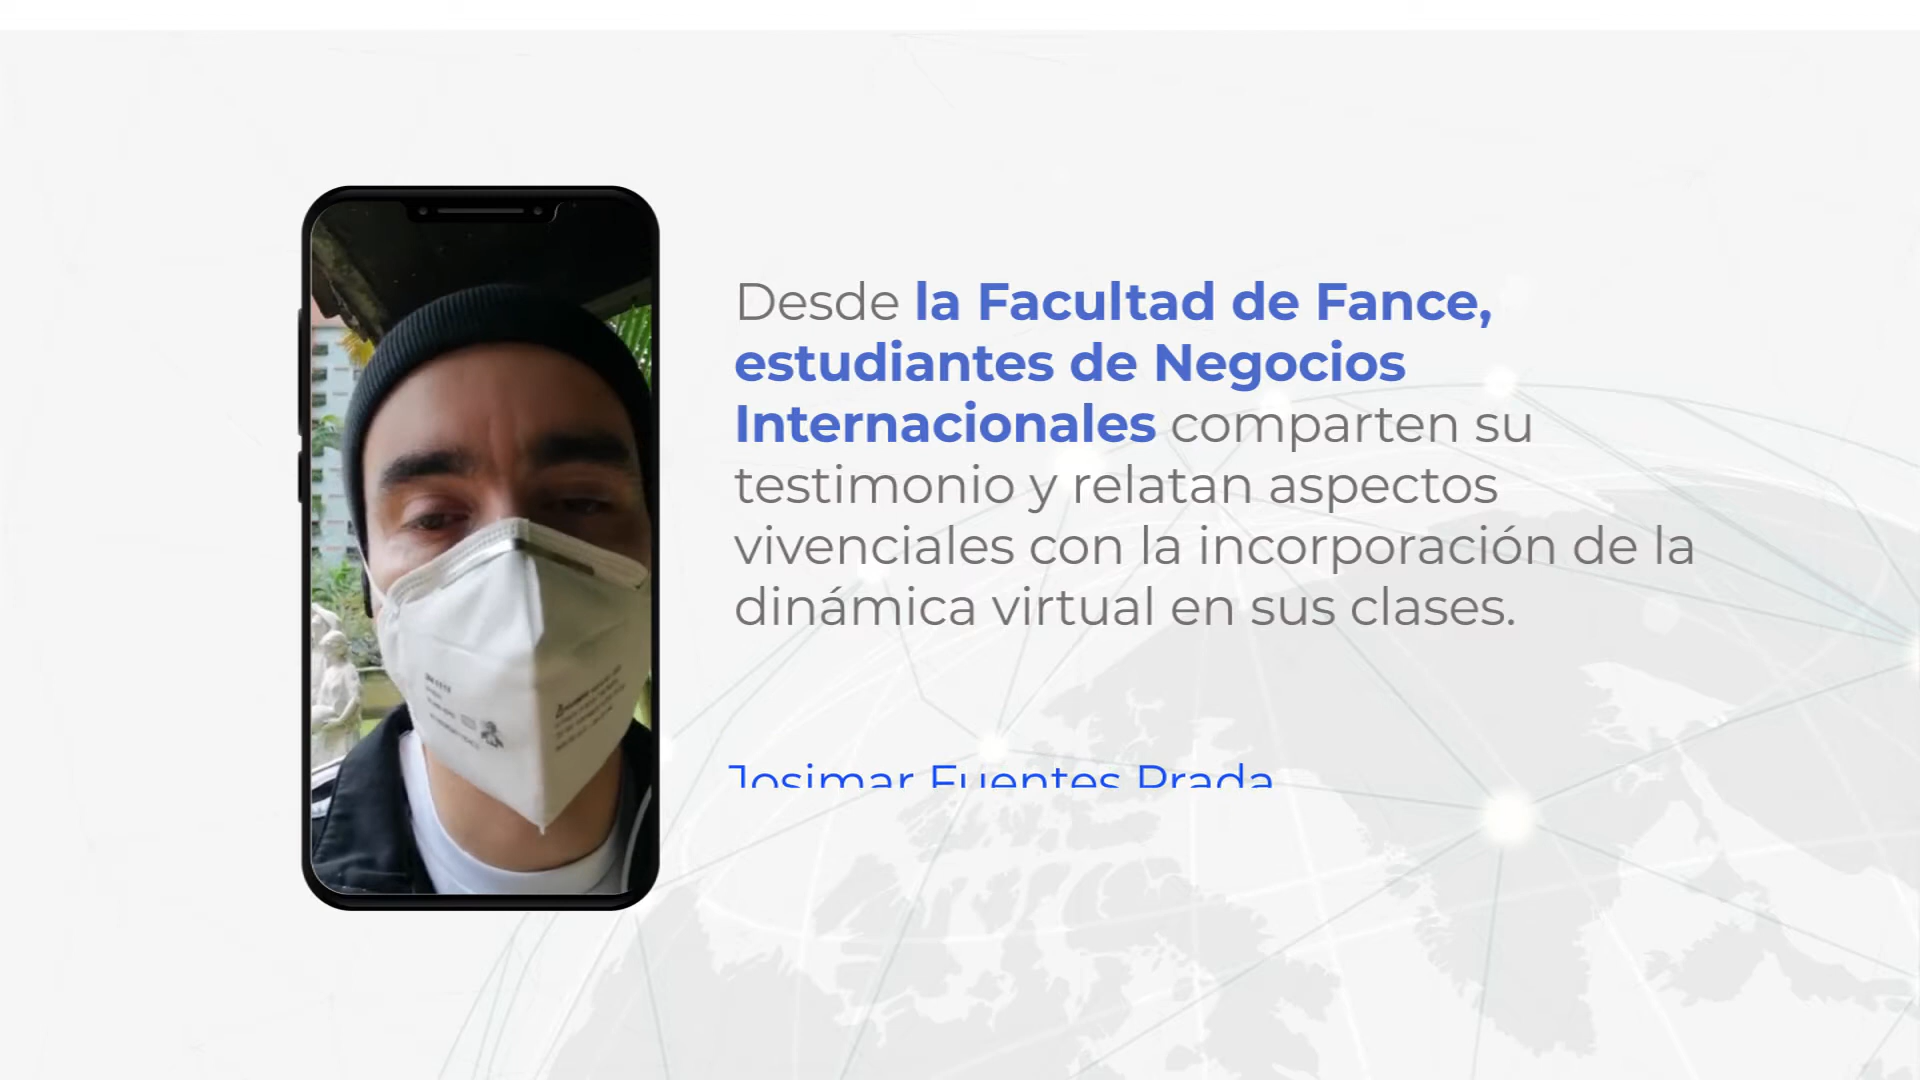 Desde la Facultad de Fance,
estudiantes de Negocios
Internacionales comparten su
testimonio y relatan aspectos
vivenciales con la incorporación de la
dinámica virtual en sus clases.
Josimar Fuentes Prada